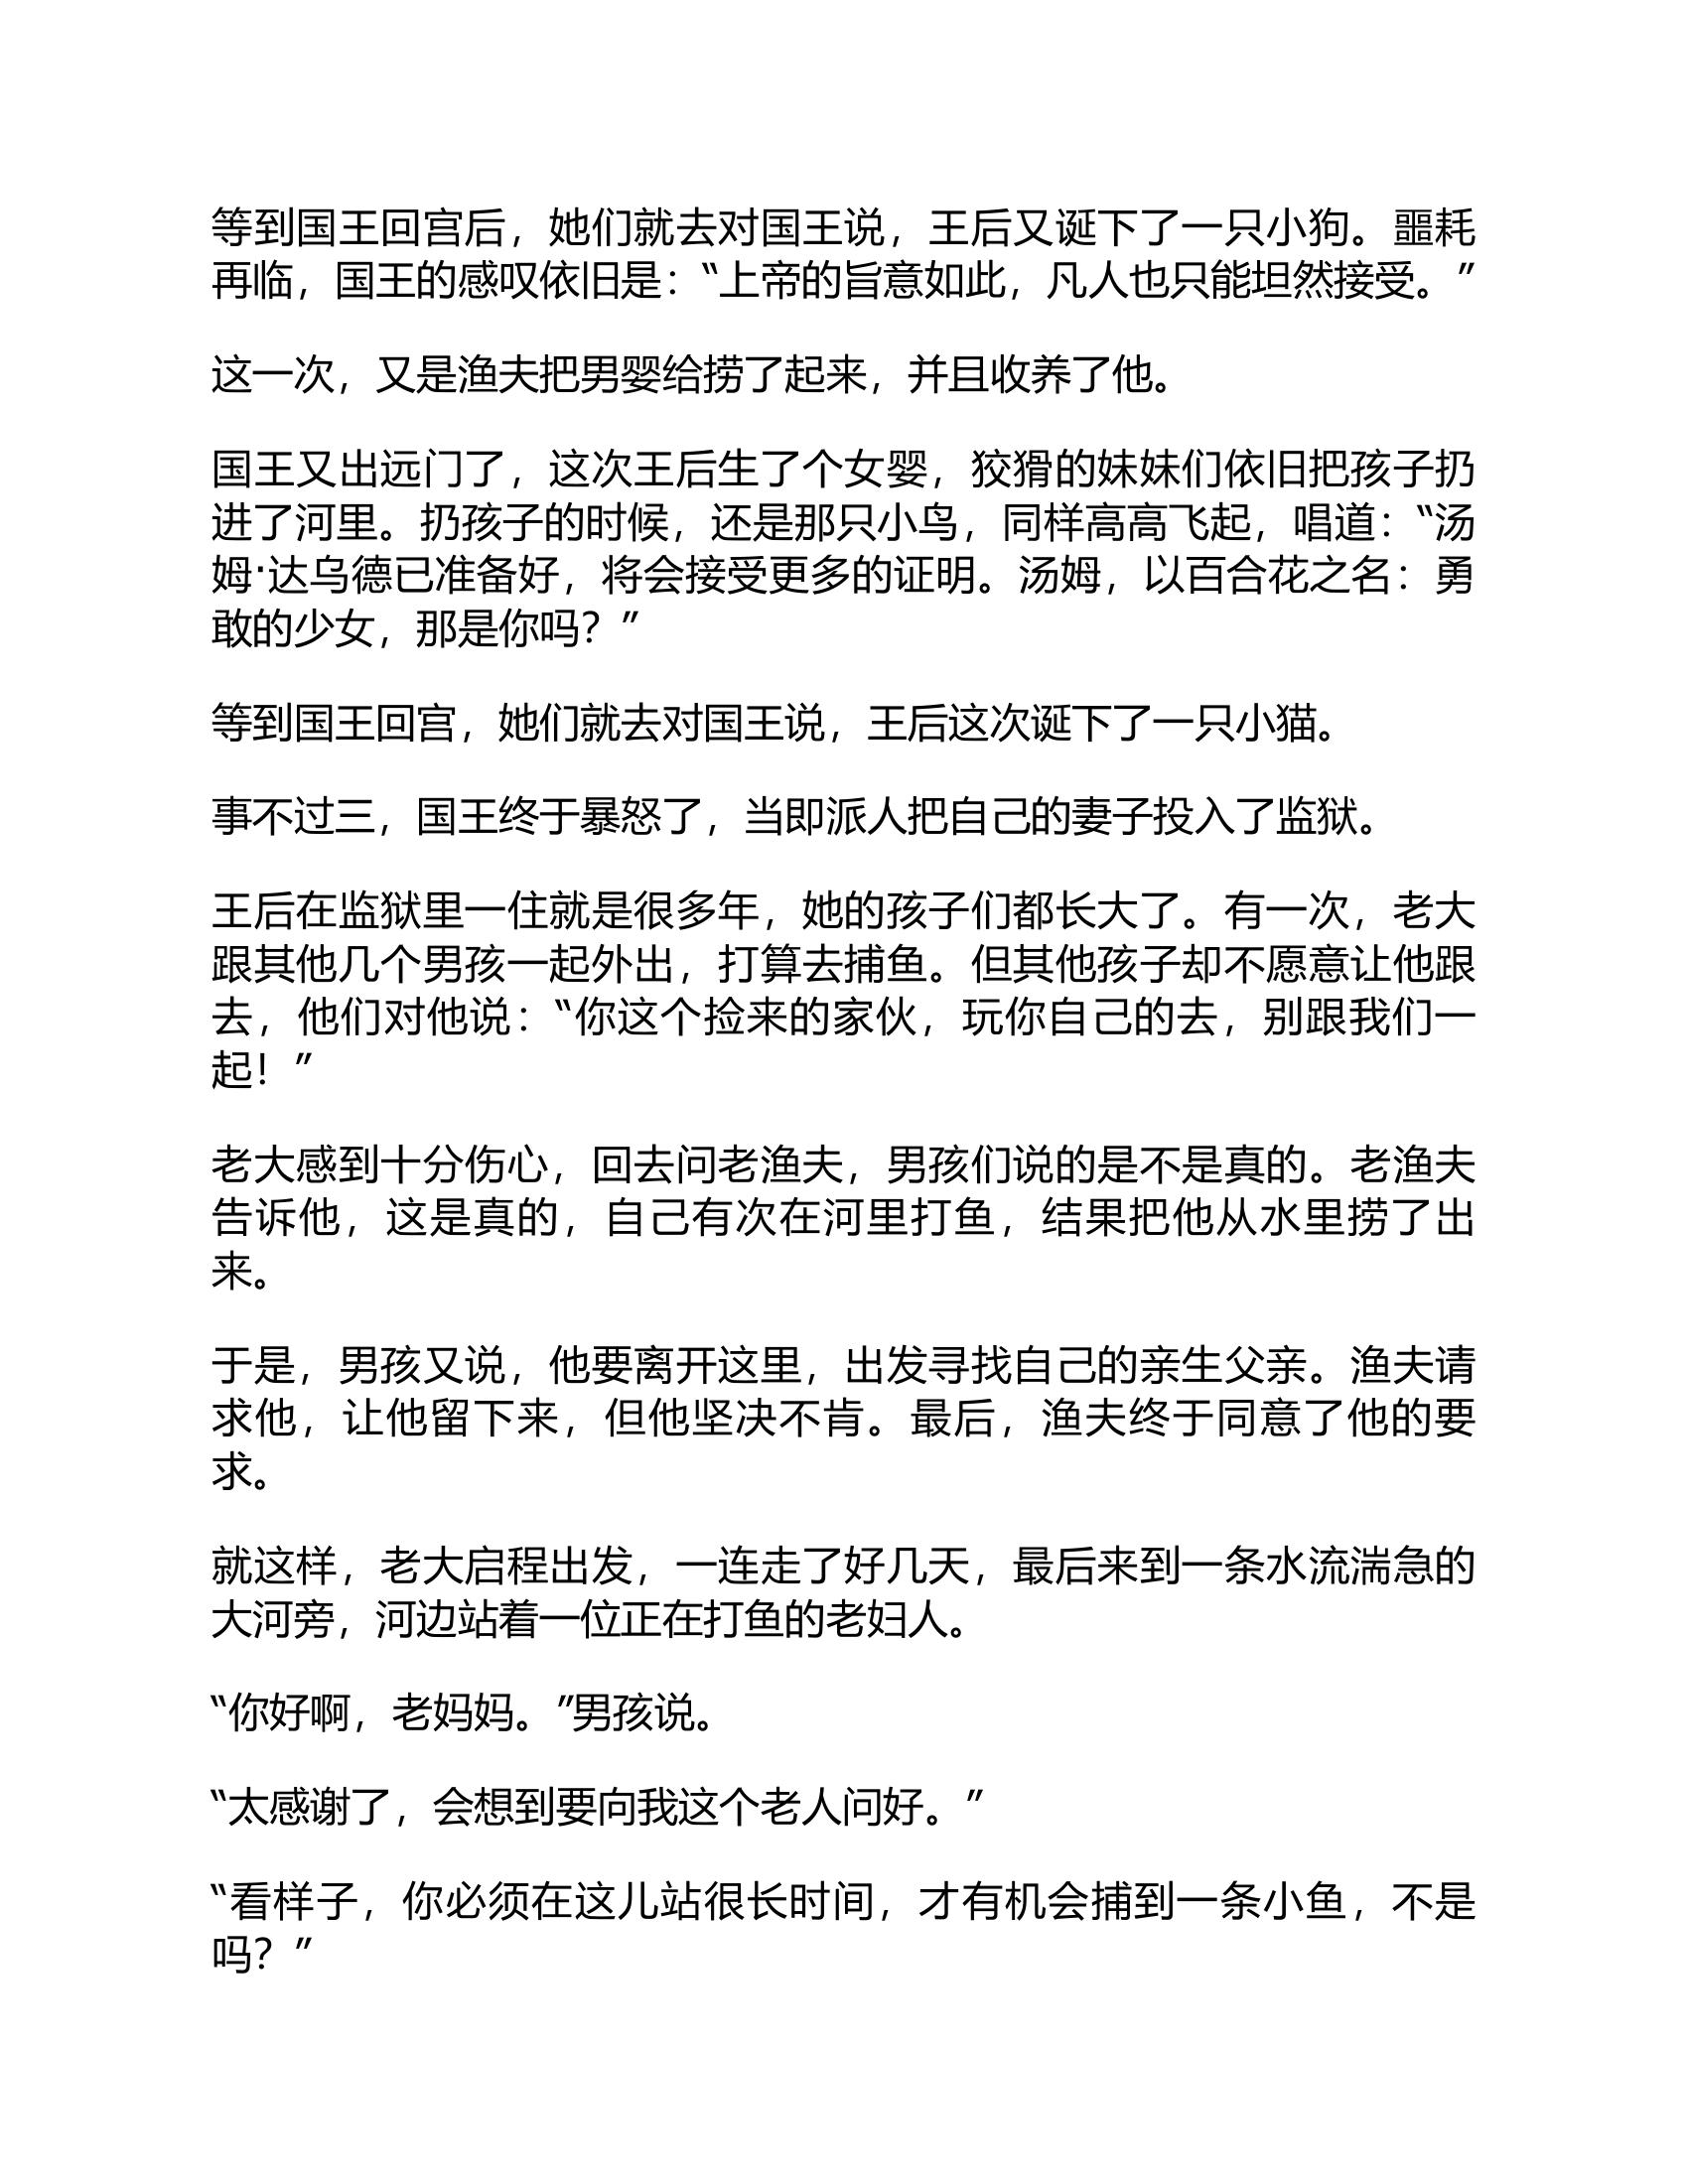 等到国王回宫后，她们就去对国王说，王后又诞下了一只小狗。噩耗
再临，国王的感叹依旧是：“上帝的旨意如此，凡人也只能坦然接受。”
这一次，又是渔夫把男婴给捞了起来，并且收养了他。
国王又出远门了，这次王后生了个女婴，狡猾的妹妹们依旧把孩子扔
进了河里。扔孩子的时候，还是那只小鸟，同样高高飞起，唱道：“汤
姆·达乌德已准备好，将会接受更多的证明。汤姆，以百合花之名：勇
敢的少女，那是你吗？”
等到国王回宫，她们就去对国王说，王后这次诞下了一只小猫。
事不过三，国王终于暴怒了，当即派人把自己的妻子投入了监狱。
王后在监狱里一住就是很多年，她的孩子们都长大了。有一次，老大
跟其他几个男孩一起外出，打算去捕鱼。但其他孩子却不愿意让他跟
去，他们对他说：“你这个捡来的家伙，玩你自己的去，别跟我们一
起！”
老大感到十分伤心，回去问老渔夫，男孩们说的是不是真的。老渔夫
告诉他，这是真的，自己有次在河里打鱼，结果把他从水里捞了出
来。
于是，男孩又说，他要离开这里，出发寻找自己的亲生父亲。渔夫请
求他，让他留下来，但他坚决不肯。最后，渔夫终于同意了他的要
求。
就这样，老大启程出发，一连走了好几天，最后来到一条水流湍急的
大河旁，河边站着一位正在打鱼的老妇人。
“你好啊，老妈妈。”男孩说。
“太感谢了，会想到要向我这个老人问好。”
“看样子，你必须在这儿站很长时间，才有机会捕到一条小鱼，不是
吗？”